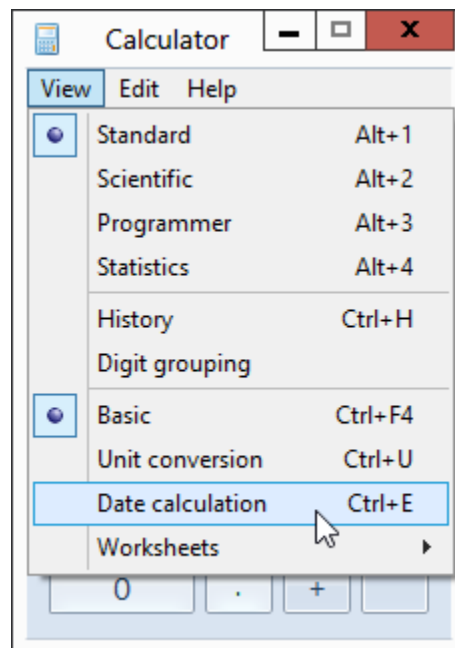 Calculator
View Edit Help
Standard Alt+1
Scientific Alt+2
Programmer Alt+3
Statistics Alt+4
History Ctrl+H
Digit grouping
Basic Ctrl+F4
Unit conversion Ctrl+U
Date calculation Ctrl+E
Worksheets
0 . +